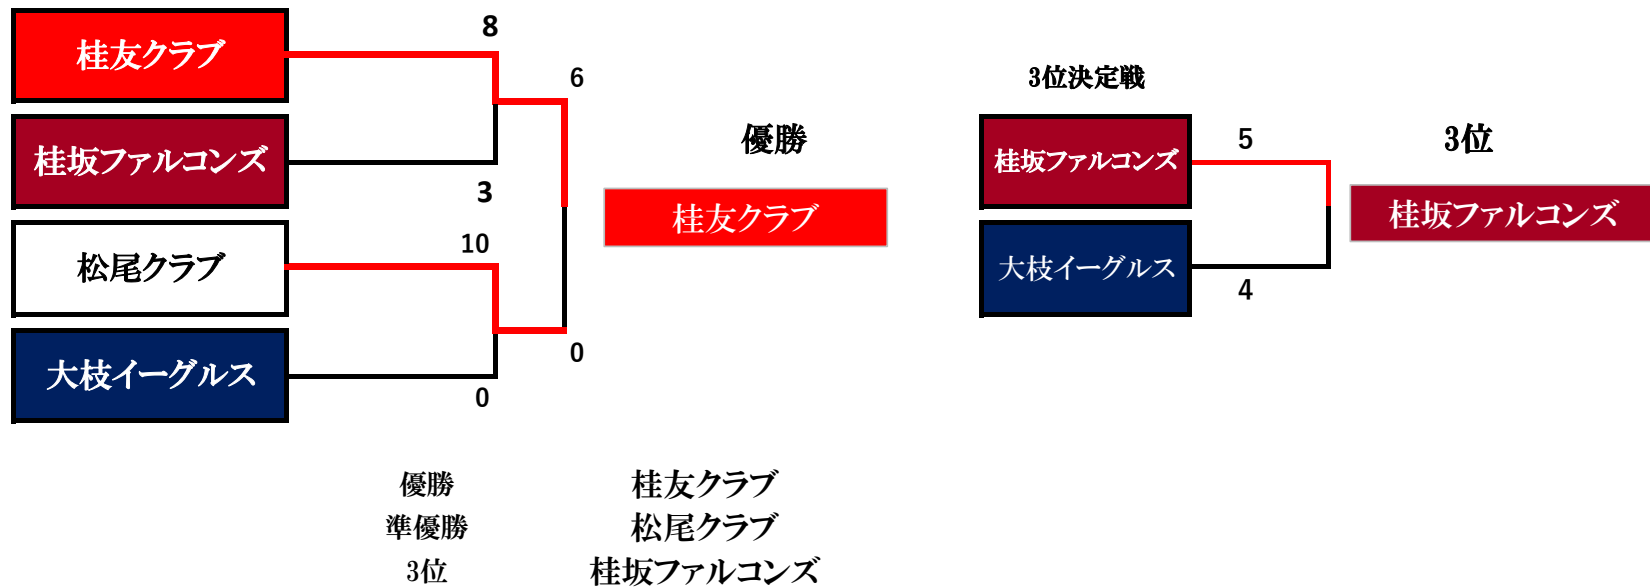 桂友クラブ
8
桂坂ファルコンズ
3
松尾クラブ
10
大枝イーグルス
0
6
0
優勝
桂友クラブ
3位決定戦
桂坂ファルコンズ
5
大枝イーグルス
4
3位
桂坂ファルコンズ
優勝 桂友クラブ
準優勝 松尾クラブ
3位 桂坂ファルコンズ